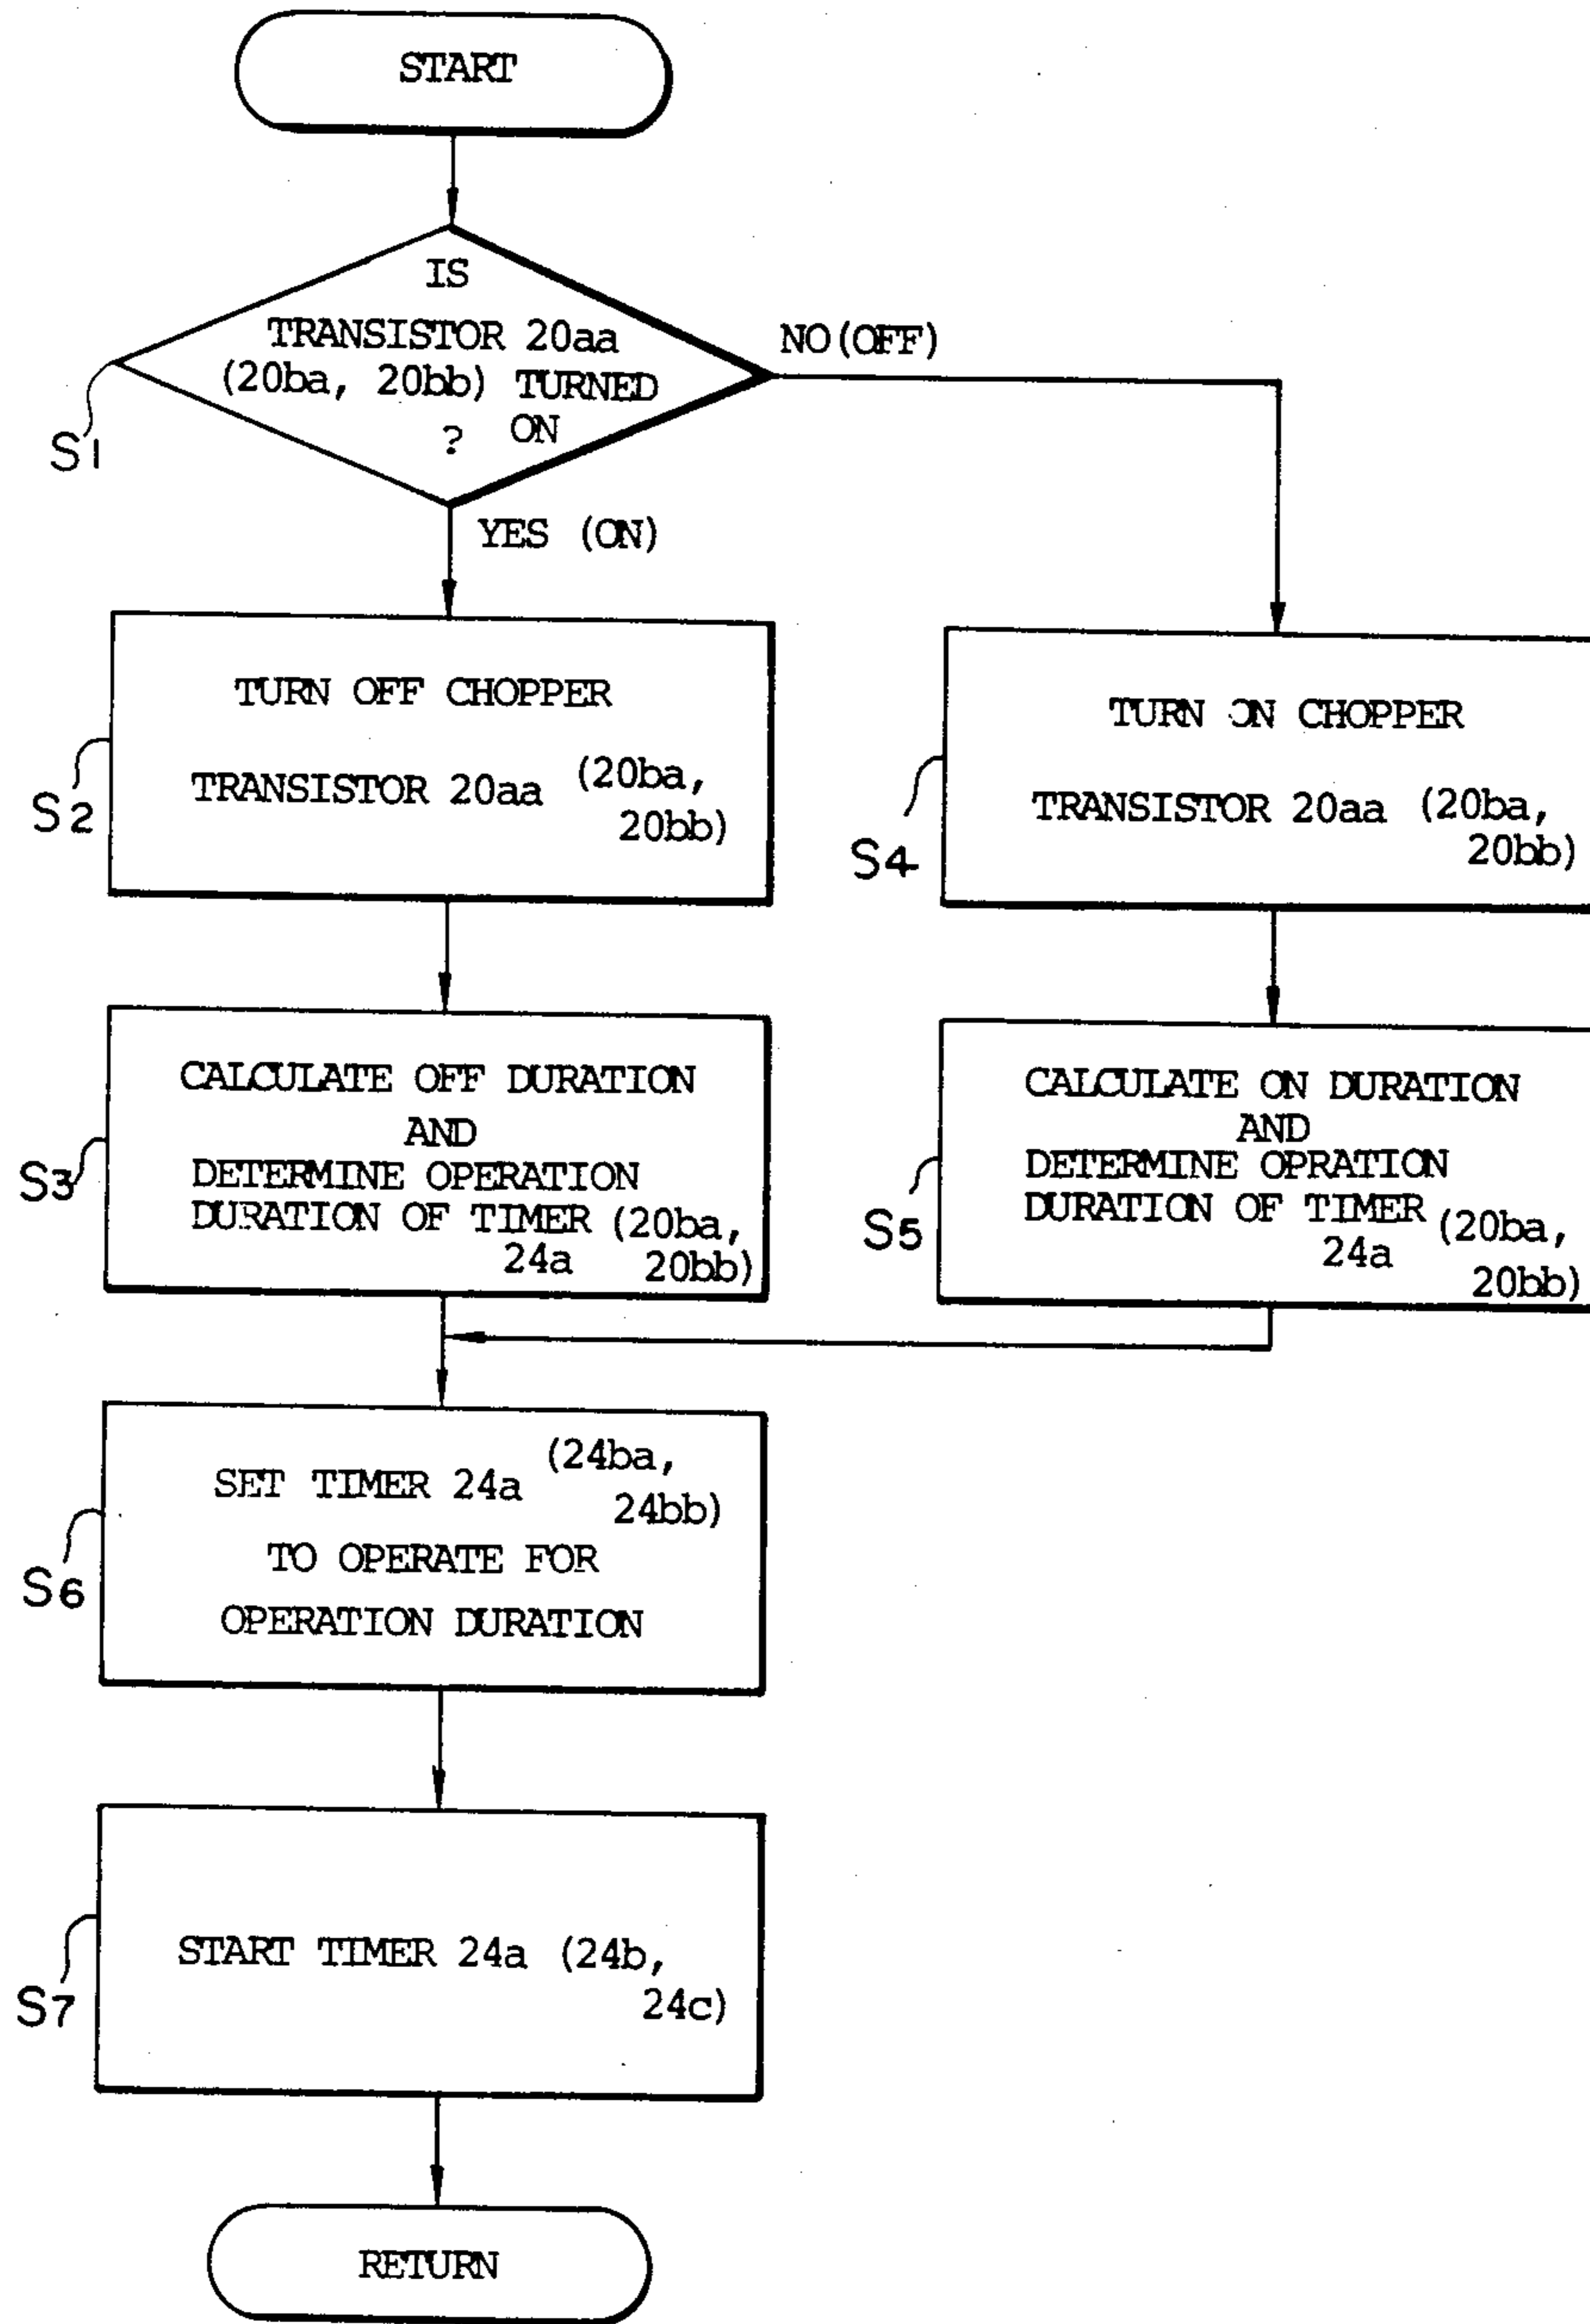 START
IS
TRANSISTOR 20aa
(20ba, 20bb) TURNED
? ON
S1
NO(OFF)
YES (ON)
TURN OFF CHOPPER
TRANSISTOR 20aa (20ba,
20bb)
S2
TURN ON CHOPPER
TRANSISTOR 20aa (20ba,
20bb)
S4
CALCULATE OFF DURATION
AND
DETERMINE OPERATION
DURATION OF TIMER (20ba,
24a 20bb)
S3
CALCULATE ON DURATION
AND
DETERMINE OPRATION
DURATION OF TIMER (20ba,
24a 20bb)
S5
SET TIMER 24a (24ba,
24bb)
TO OPERATE FOR
OPERATION DURATION
S6
START TIMER 24a (24b,
24c)
S7
RETURN